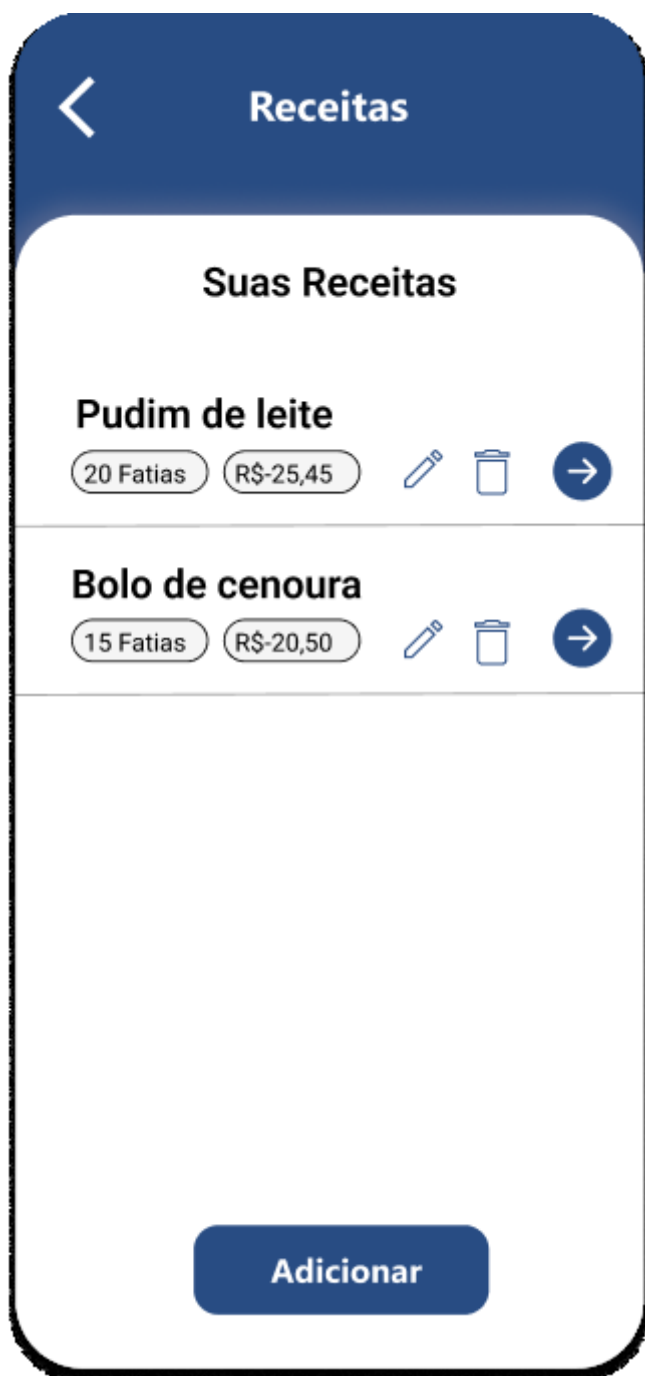 Receitas
Suas Receitas
Pudim de leite
20 Fatias R$-25,45
Bolo de cenoura
15 Fatias R$-20,50
Adicionar